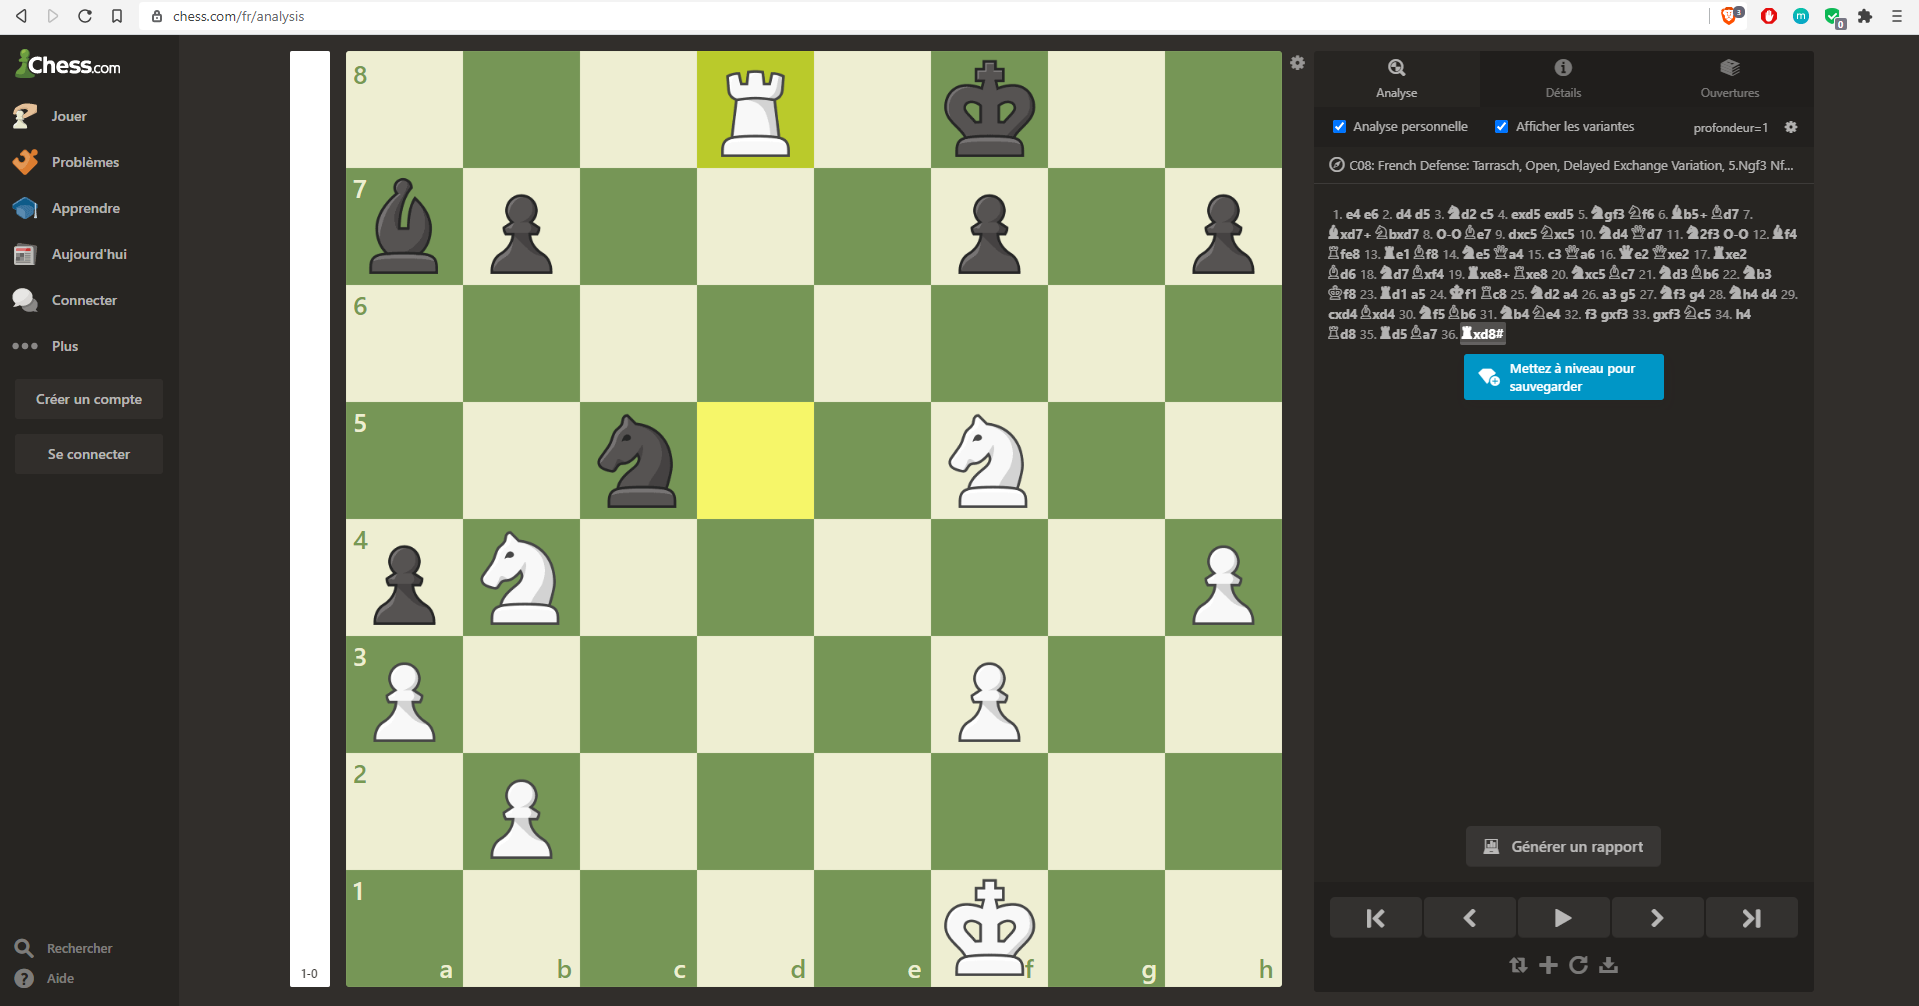 chess.com/fr/analysis
3
m
0
Chess.com
Jouer
Problèmes
Apprendre
Aujourd'hui
Connecter
Plus
Créer un compte
Se connecter
Rechercher
Aide
1-0
8
7
6
5
4
3
2
1
a
b
c
d
e
f
g
h
Analyse
Détails
Ouvertures
Analyse personnelle
Afficher les variantes
profondeur=1
C08: French Defense: Tarrasch, Open, Delayed Exchange Variation, 5.Ngf3 Nf...
1. e4 e6 2. d4 d5 3. ♞d2 c5 4. exd5 exd5 5. ♞gf3 ♘f6 6. ♝b5+ ♗d7 7.
♝xd7+ ♘bxd7 8. O-O ♗e7 9. dxc5 ♘xc5 10. ♞d4 ♕d7 11. ♞2f3 O-O 12. ♝f4
♖fe8 13. ♜e1 ♗f8 14. ♞e5 ♕a4 15. c3 ♕a6 16. ♛e2 ♕xe2 17. ♜xe2
♗d6 18. ♞d7 ♗xf4 19. ♜xe8+ ♖xe8 20. ♞xc5 ♗c7 21. ♞d3 ♗b6 22. ♞b3
♔f8 23. ♜d1 a5 24. ♚f1 ♖c8 25. ♞d2 a4 26. a3 g5 27. ♞f3 g4 28. ♞h4 d4 29.
cxd4 ♗xd4 30. ♞f5 ♗b6 31. ♞b4 ♘e4 32. f3 gxf3 33. gxf3 ♘c5 34. h4
♖d8 35. ♜d5 ♗a7 36. ♜xd8#
Mettez à niveau pour
sauvegarder
Générer un rapport